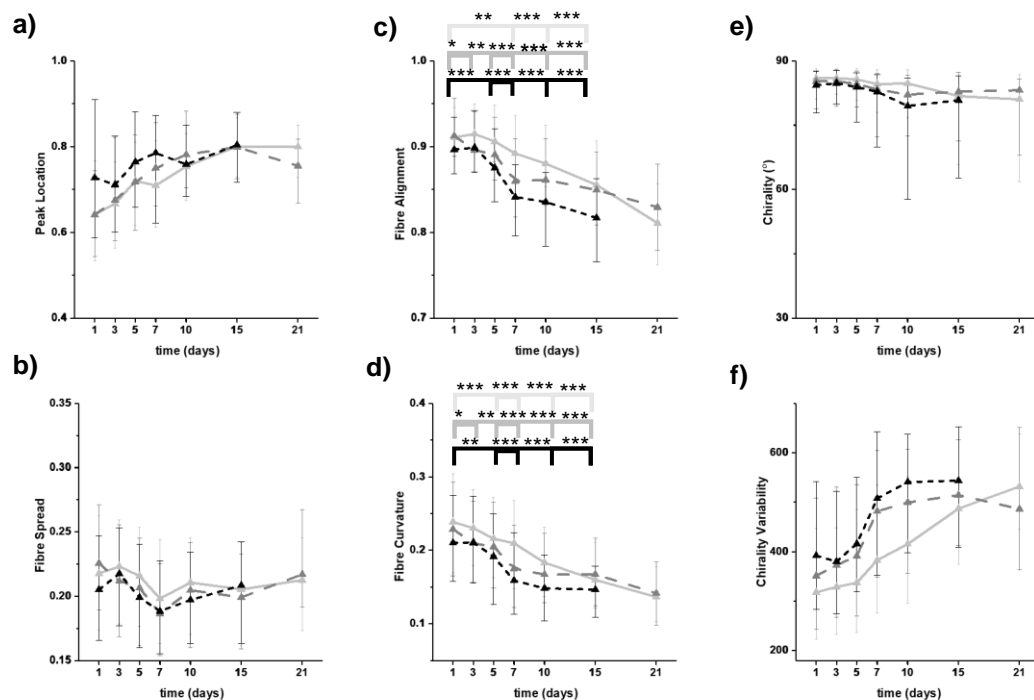 a)
1.0
0.8
0.6
0.4
Peak Location
1 3 5 7 10 15 21
time (days)
b)
0.35
0.30
0.25
0.20
0.15
Fibre Spread
1 3 5 7 10 15 21
time (days)
c)
** *** ***
* ** *** *** ***
*** *** *** ***
1.0
0.9
0.8
0.7
Fibre Alignment
1 3 5 7 10 15 21
time (days)
d)
*** *** *** ***
* ** *** *** ***
** *** *** ***
0.4
0.3
0.2
0.1
Fibre Curvature
1 3 5 7 10 15 21
time (days)
e)
90
60
30
Chirality (°)
1 3 5 7 10 15 21
time (days)
f)
600
400
200
Chirality Variability
1 3 5 7 10 15 21
time (days)